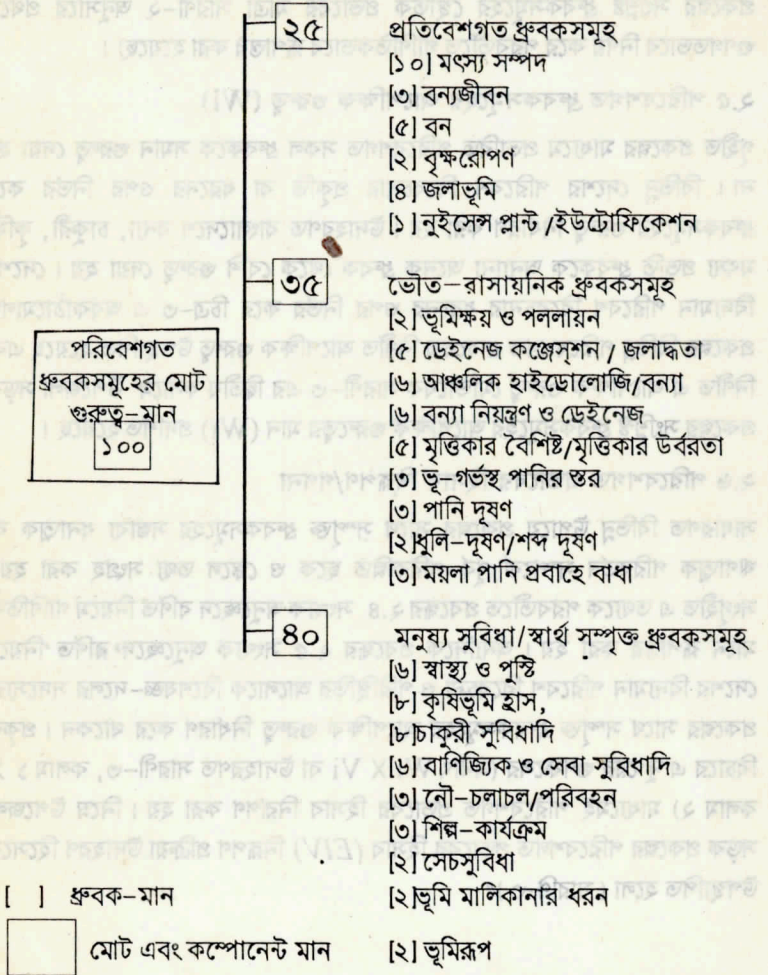 ২৫ প্রতিবেশগত ধ্রুবকসমূহ
[১০] মৎস্য সম্পদ
[৩] বন্যজীবন
[৫] বন
[২] বৃক্ষরোপণ
[৪] জলাভূমি
[১] নুইসেন্স প্লান্ট/ইউট্রোফিকেশন
৩৫ ভৌত–রাসায়নিক ধ্রুবকসমূহ
[২] ভূমিক্ষয় ও পললায়ন
[৫] ড্রেইনেজ কঞ্জেস্শান / জলাদ্ধতা
[৬] আঞ্চলিক হাইড্রোলোজি/বন্যা
[৬] বন্যা নিয়ন্ত্রণ ও ড্রেইনেজ
[৫] মৃত্তিকার বৈশিষ্ট/মৃত্তিকার উর্বরতা
[৩] ভূ–গর্ভস্থ পানির স্তর
[৩] পানি দূষণ
[২]ধুলি–দূষণ/শব্দ দূষণ
[৩] ময়লা পানি প্রবাহে বাধা
পরিবেশগত
ধ্রুবকসমূহের মোট
গুরুত্ব–মান
১০০
৪০ মনুষ্য সুবিধা/স্বার্থ সম্পৃক্ত ধ্রুবকসমূহ
[৬] স্বাস্থ্য ও পুষ্টি
[৮] কৃষিভূমি হ্রাস,
[৮]চাকুরী সুবিধাদি
[৬] বাণিজ্যিক ও সেবা সুবিধাদি
[৩] নৌ–চলাচল/পরিবহন
[৩] শিল্প–কার্যক্রম
[২] সেচসুবিধা
[২]ভূমি মালিকানার ধরন
[২] ভূমিরূপ
[ ] ধ্রুবক–মান
মোট এবং কম্পোনেন্ট মান